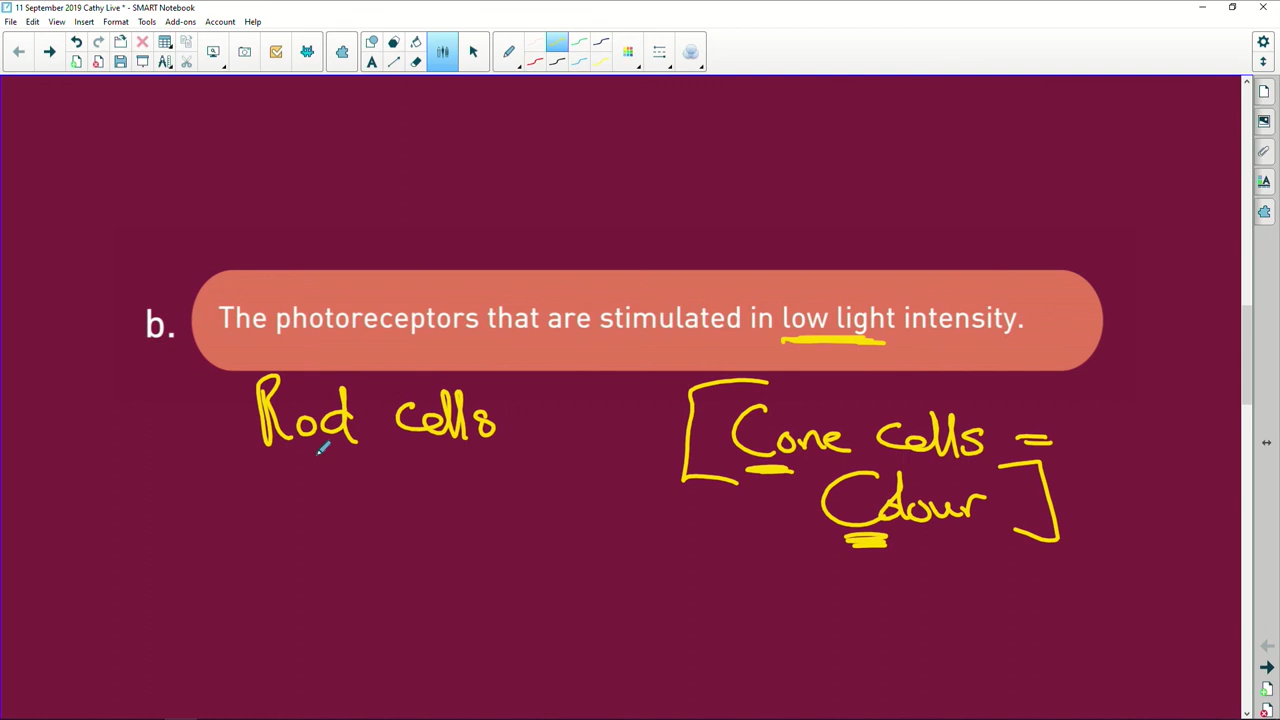 11 September 2019 Cathy Live * - SMART Notebook
File Edit View Insert Format Tools Add-ons Account Help
b. The photoreceptors that are stimulated in low light intensity.
Rod cells
Cone cells =
Colour